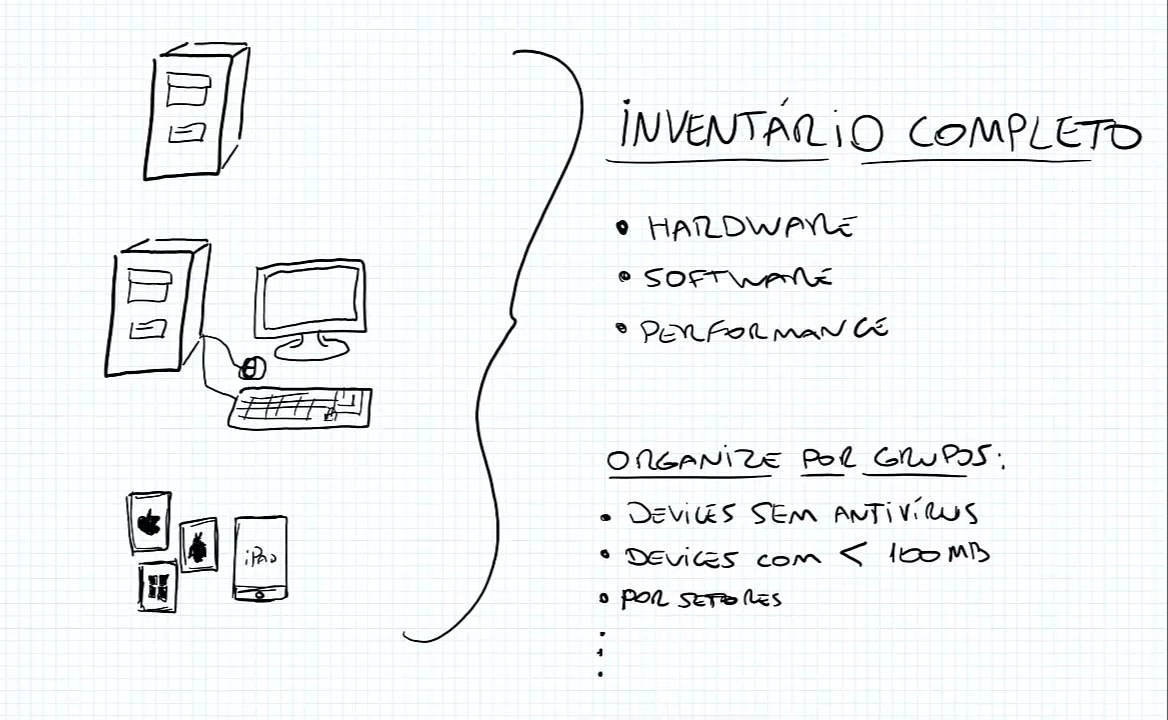 INVENTÁRIO COMPLETO
• HARDWARE
• SOFTWARE
• PERFORMANCE
ORGANIZE POR GRUPOS:
• DEVICES SEM ANTIVÍRUS
• DEVICES COM < 100MB
• POR SETORES
iPad